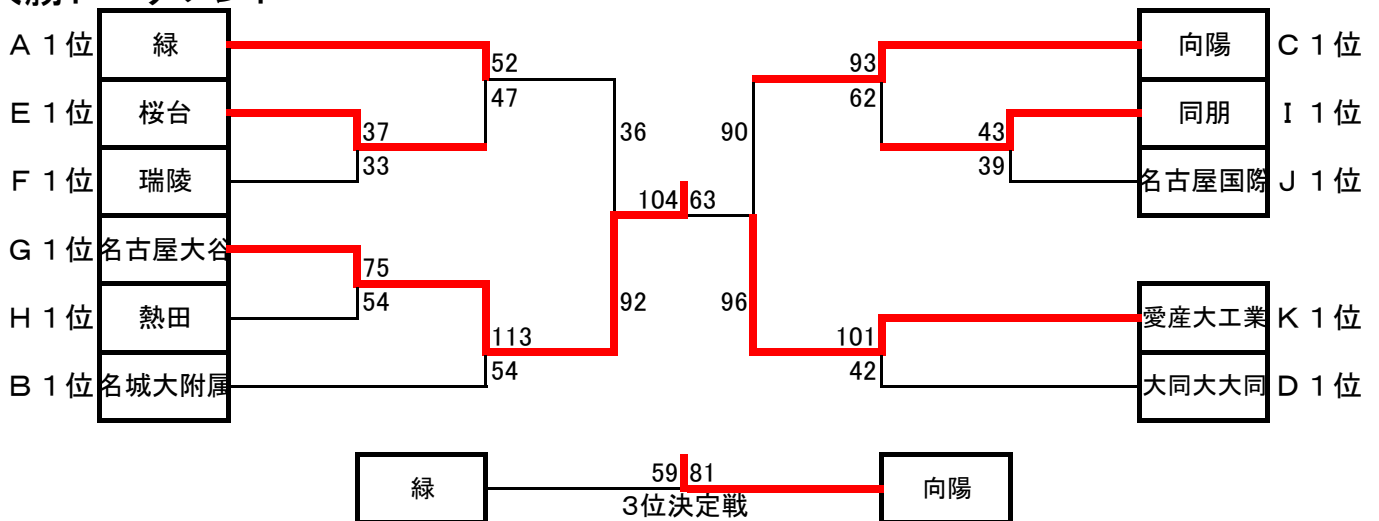 A1位 緑 52 93 向陽 C1位
47 62
E1位 桜台 37 36 90 43 同朋 I1位
F1位 瑞陵 33 39 名古屋国際 J1位
104 63
G1位 名古屋大谷 75
H1位 熱田 54 92 96 愛産大工業 K1位
113 101
B1位 名城大附属 54 42 大同大大同 D1位
緑 59 81 向陽
3位決定戦